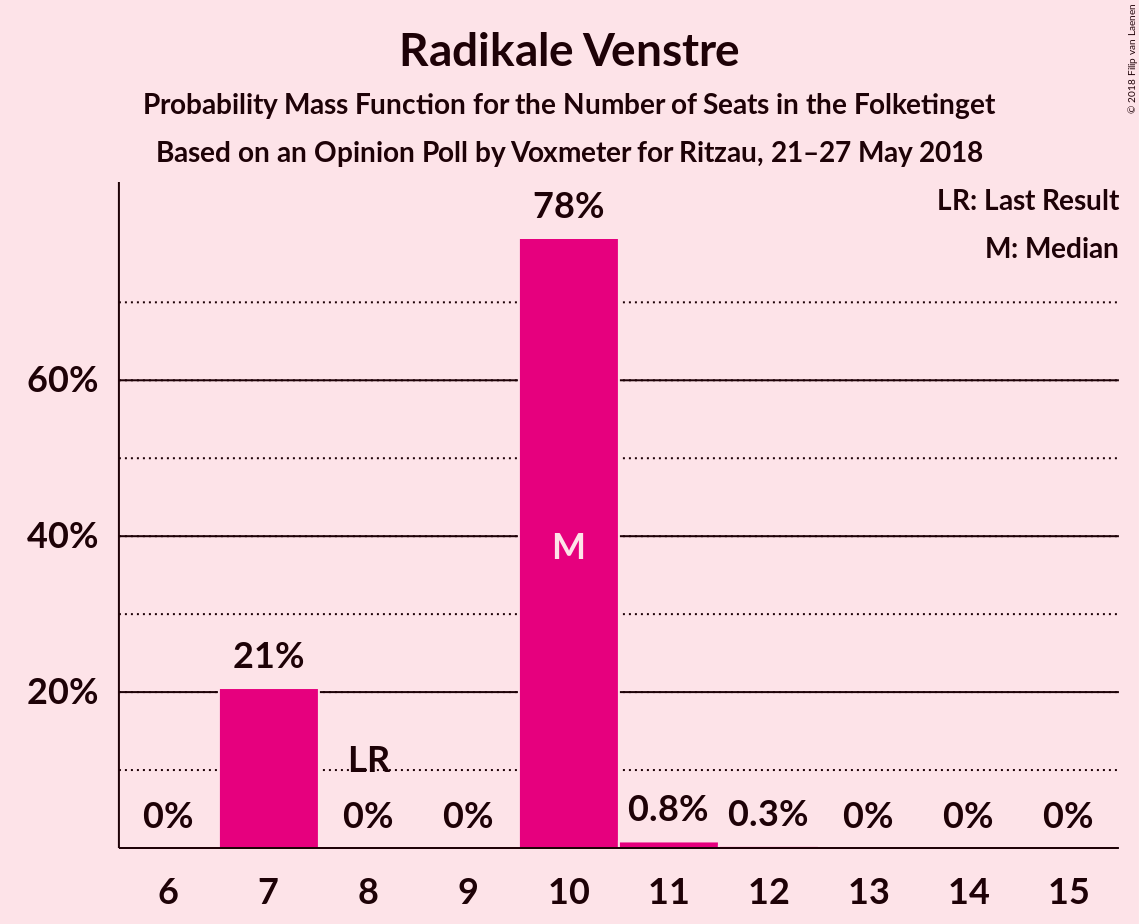 Radikale Venstre
Probability Mass Function for the Number of Seats in the Folketinget
Based on an Opinion Poll by Voxmeter for Ritzau, 21–27 May 2018
© 2018 Filip van Laenen
LR: Last Result
M: Median
78%
60%
40%
M
21%
20%
LR
0%
0%
0%
0.8%
0.3%
0%
0%
0%
6
7
8
9
10
11
12
13
14
15